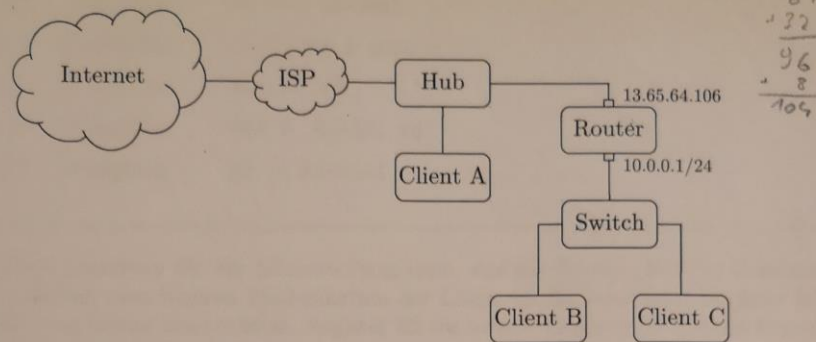 Internet
ISP
Hub
13.65.64.106
Router
10.0.0.1/24
Client A
Switch
Client B
Client C
96
8
104